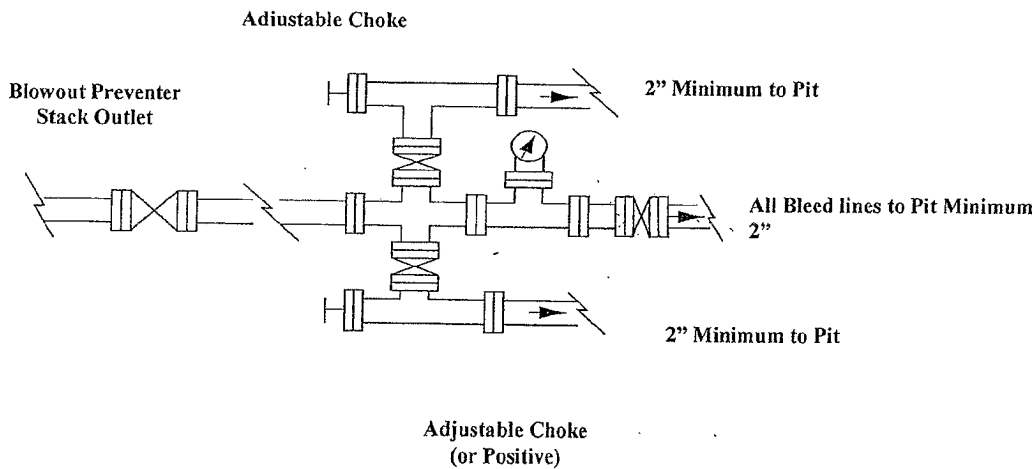 Adiustable Choke
Blowout Preventer
Stack Outlet
2” Minimum to Pit
All Bleed lines to Pit Minimum
2”
2” Minimum to Pit
Adjustable Choke
(or Positive)